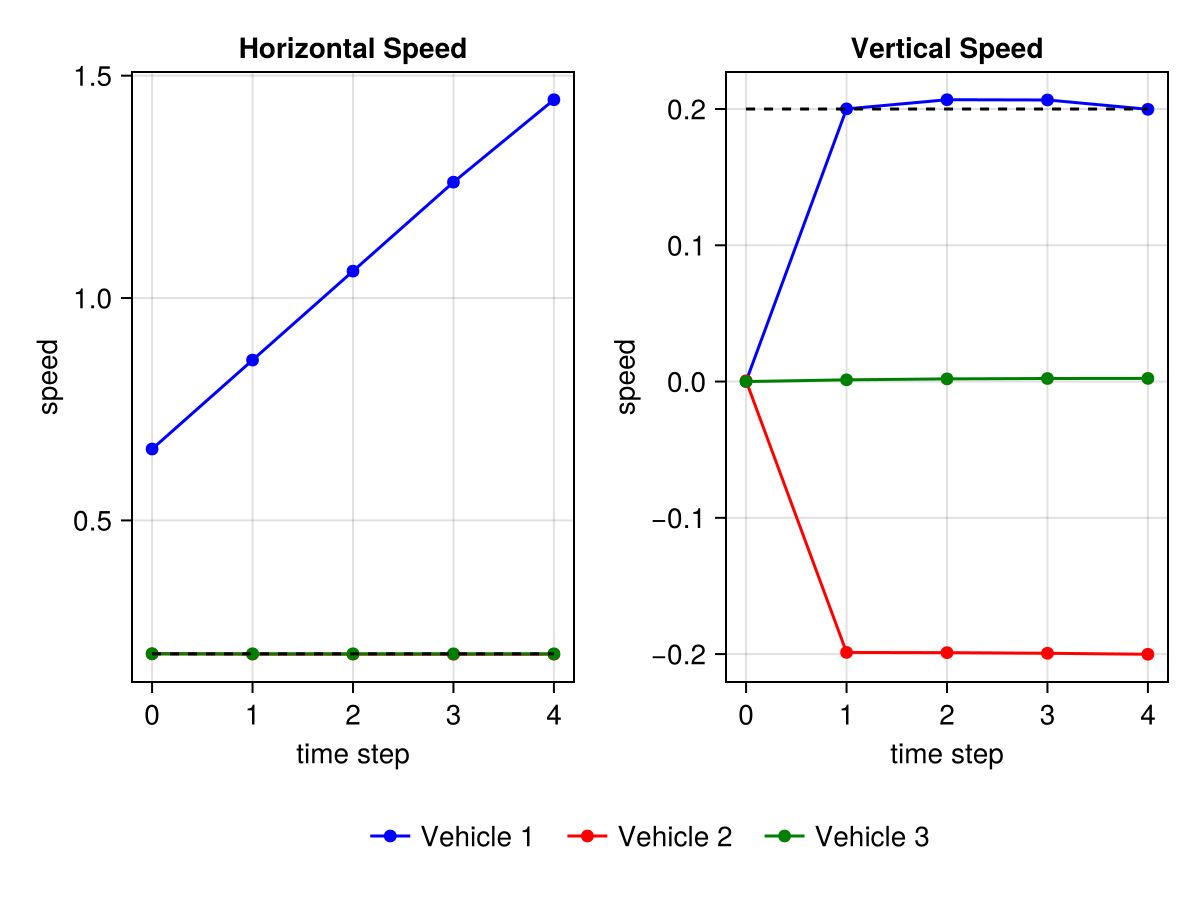 Horizontal Speed
1.5
1.0
0.5
speed
0 1 2 3 4
time step
Vertical Speed
0.2
0.1
0.0
−0.1
−0.2
speed
0 1 2 3 4
time step
Vehicle 1 Vehicle 2 Vehicle 3